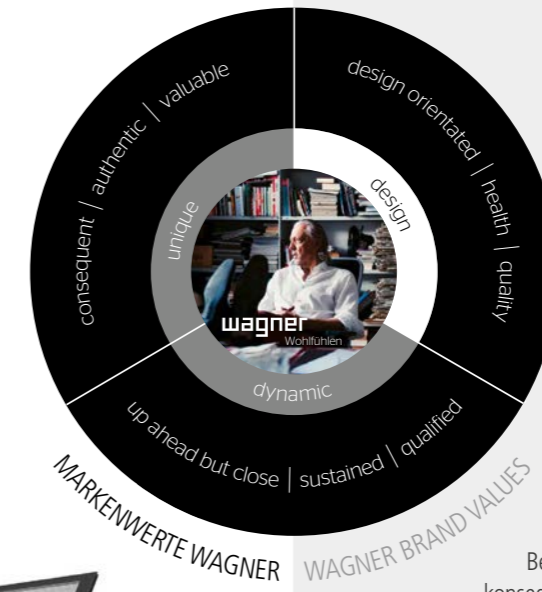 consequent | authentic | valuable
design orientated | health | quality
unique
design
wagner
Wohlfühlen
dynamic
up ahead but close | sustained | qualified
MARKENWERTE WAGNER
WAGNER BRAND VALUES